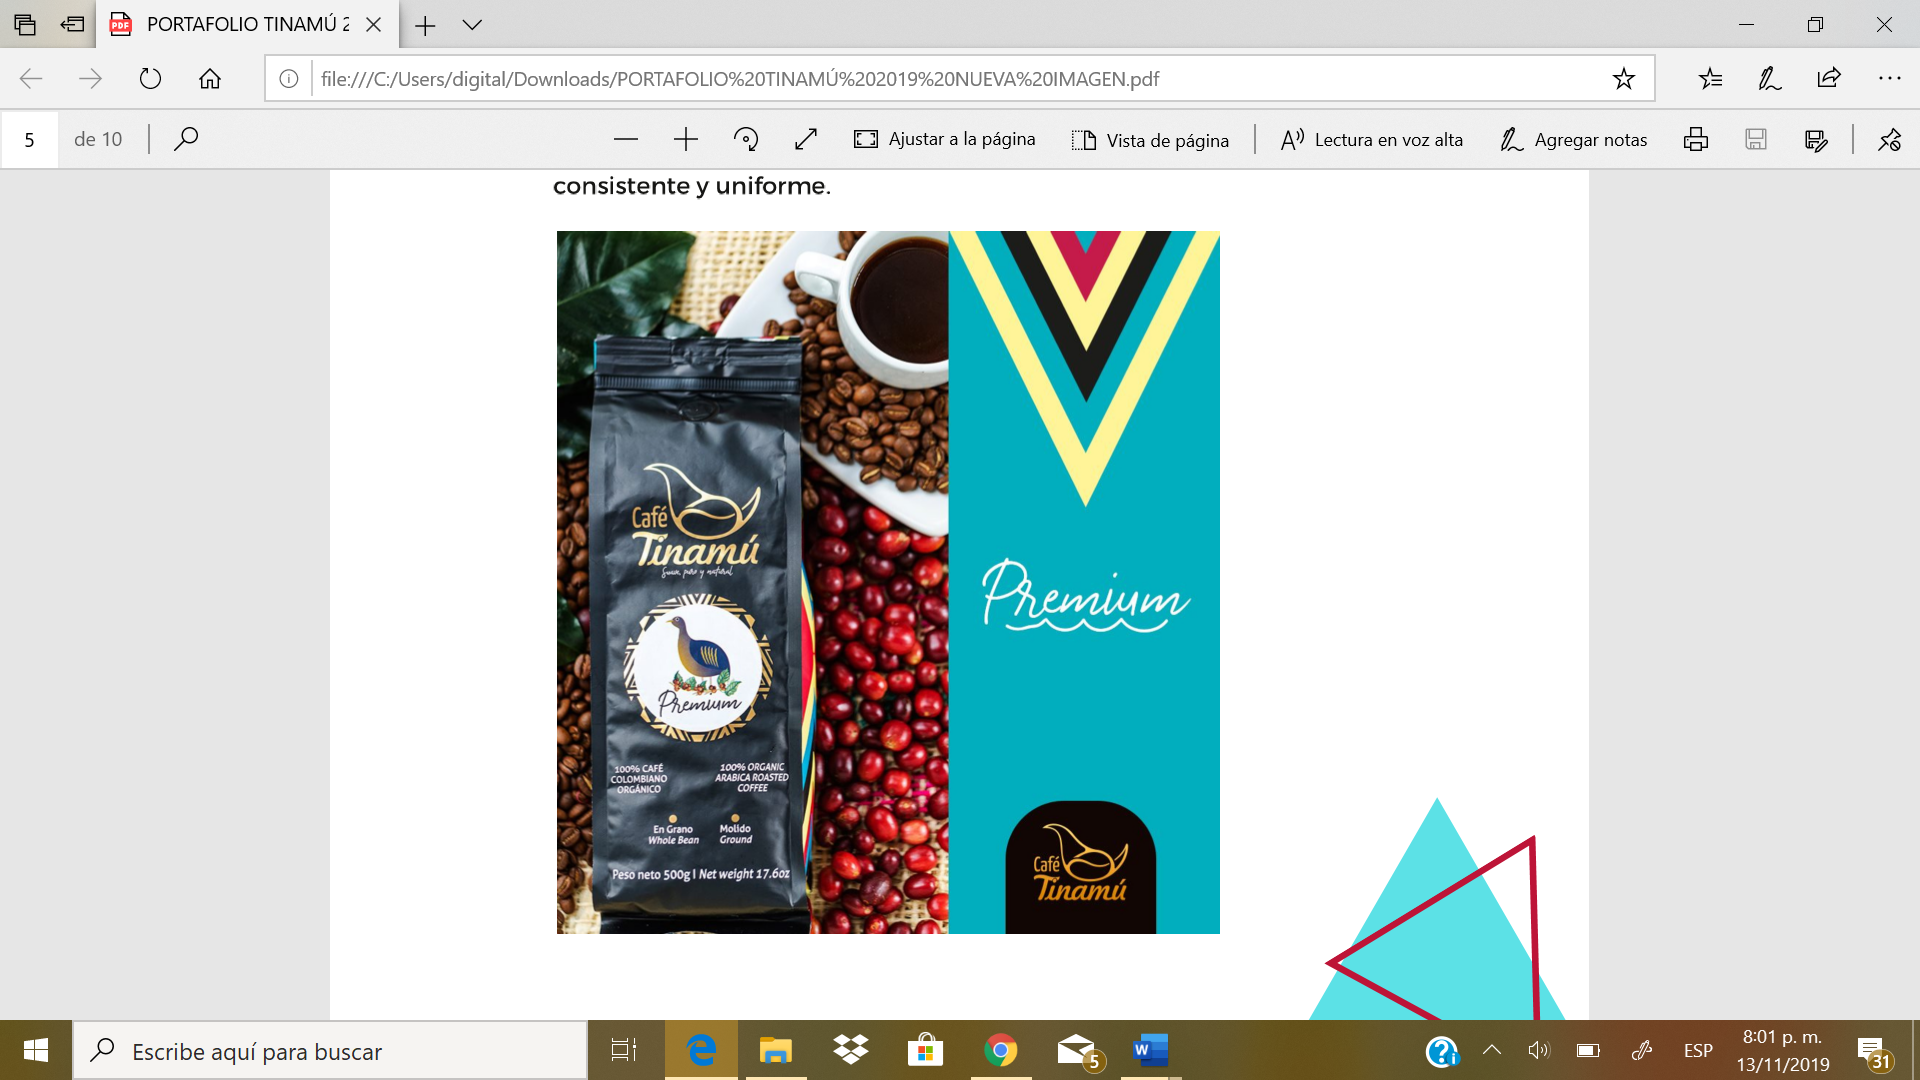 PORTAFOLIO TINAMÚ 2
file:///C:/Users/digital/Downloads/PORTAFOLIO%20TINAMÚ%202019%20NUEVA%20IMAGEN.pdf
5 de 10
Ajustar a la página
Vista de página
Lectura en voz alta
Agregar notas
consistente y uniforme.
Café
Tinamú
Suave, puro y natural
Premium
100% CAFÉ
COLOMBIANO
ORGÁNICO
100% ORGANIC
ARABICA ROASTED
COFFEE
En Grano
Whole Bean
Molido
Ground
Peso neto 500g | Net weight 17.6oz
Premium
Café
Tinamú
Escribe aquí para buscar
5
W
ESP
8:01 p. m.
13/11/2019
31